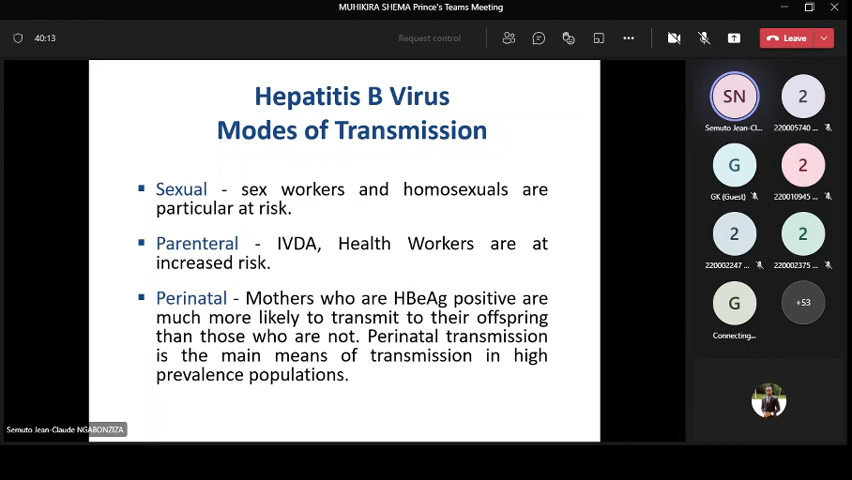 MUHIKIRA SHEMA Prince's Teams Meeting
40:13
Request control
Leave
Hepatitis B Virus
Modes of Transmission
▪ Sexual - sex workers and homosexuals are
particular at risk.
▪ Parenteral - IVDA, Health Workers are at
increased risk.
▪ Perinatal - Mothers who are HBeAg positive are
much more likely to transmit to their offspring
than those who are not. Perinatal transmission
is the main means of transmission in high
prevalence populations.
Semuto Jean-Claude NGABONZIZA
SN
2
Semuto Jean-Cl...
220005740 ...
G
2
GK (Guest)
220010945 ...
2
2
220002247 ...
220002375 ...
G
+53
Connecting...